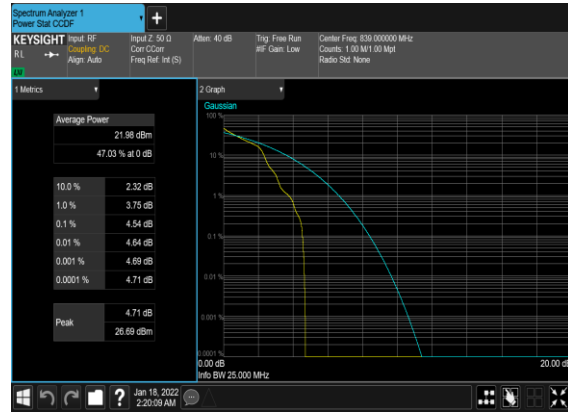 Spectrum Analyzer 1
Power Stat CCDF
KEYSIGHT
RL
LW
Input: RF
Coupling: DC
Align: Auto
Input Z: 50 Ω
Corr CCorr
Freq Ref: Int (S)
Atten: 40 dB
Trig: Free Run
#IF Gain: Low
Center Freq: 839.000000 MHz
Counts: 1.00 M/1.00 Mpt
Radio Std: None
1 Metrics
Average Power
21.98 dBm
47.03 % at 0 dB
10.0 % 2.32 dB
1.0 % 3.75 dB
0.1 % 4.54 dB
0.01 % 4.64 dB
0.001 % 4.69 dB
0.0001 % 4.71 dB
Peak
4.71 dB
26.69 dBm
2 Graph
Gaussian
100 %
10 %
1 %
0.1 %
0.01 %
0.001 %
0.0001 %
0.00 dB
20.00 dB
Info BW 25.000 MHz
?
Jan 18, 2022
2:20:09 AM